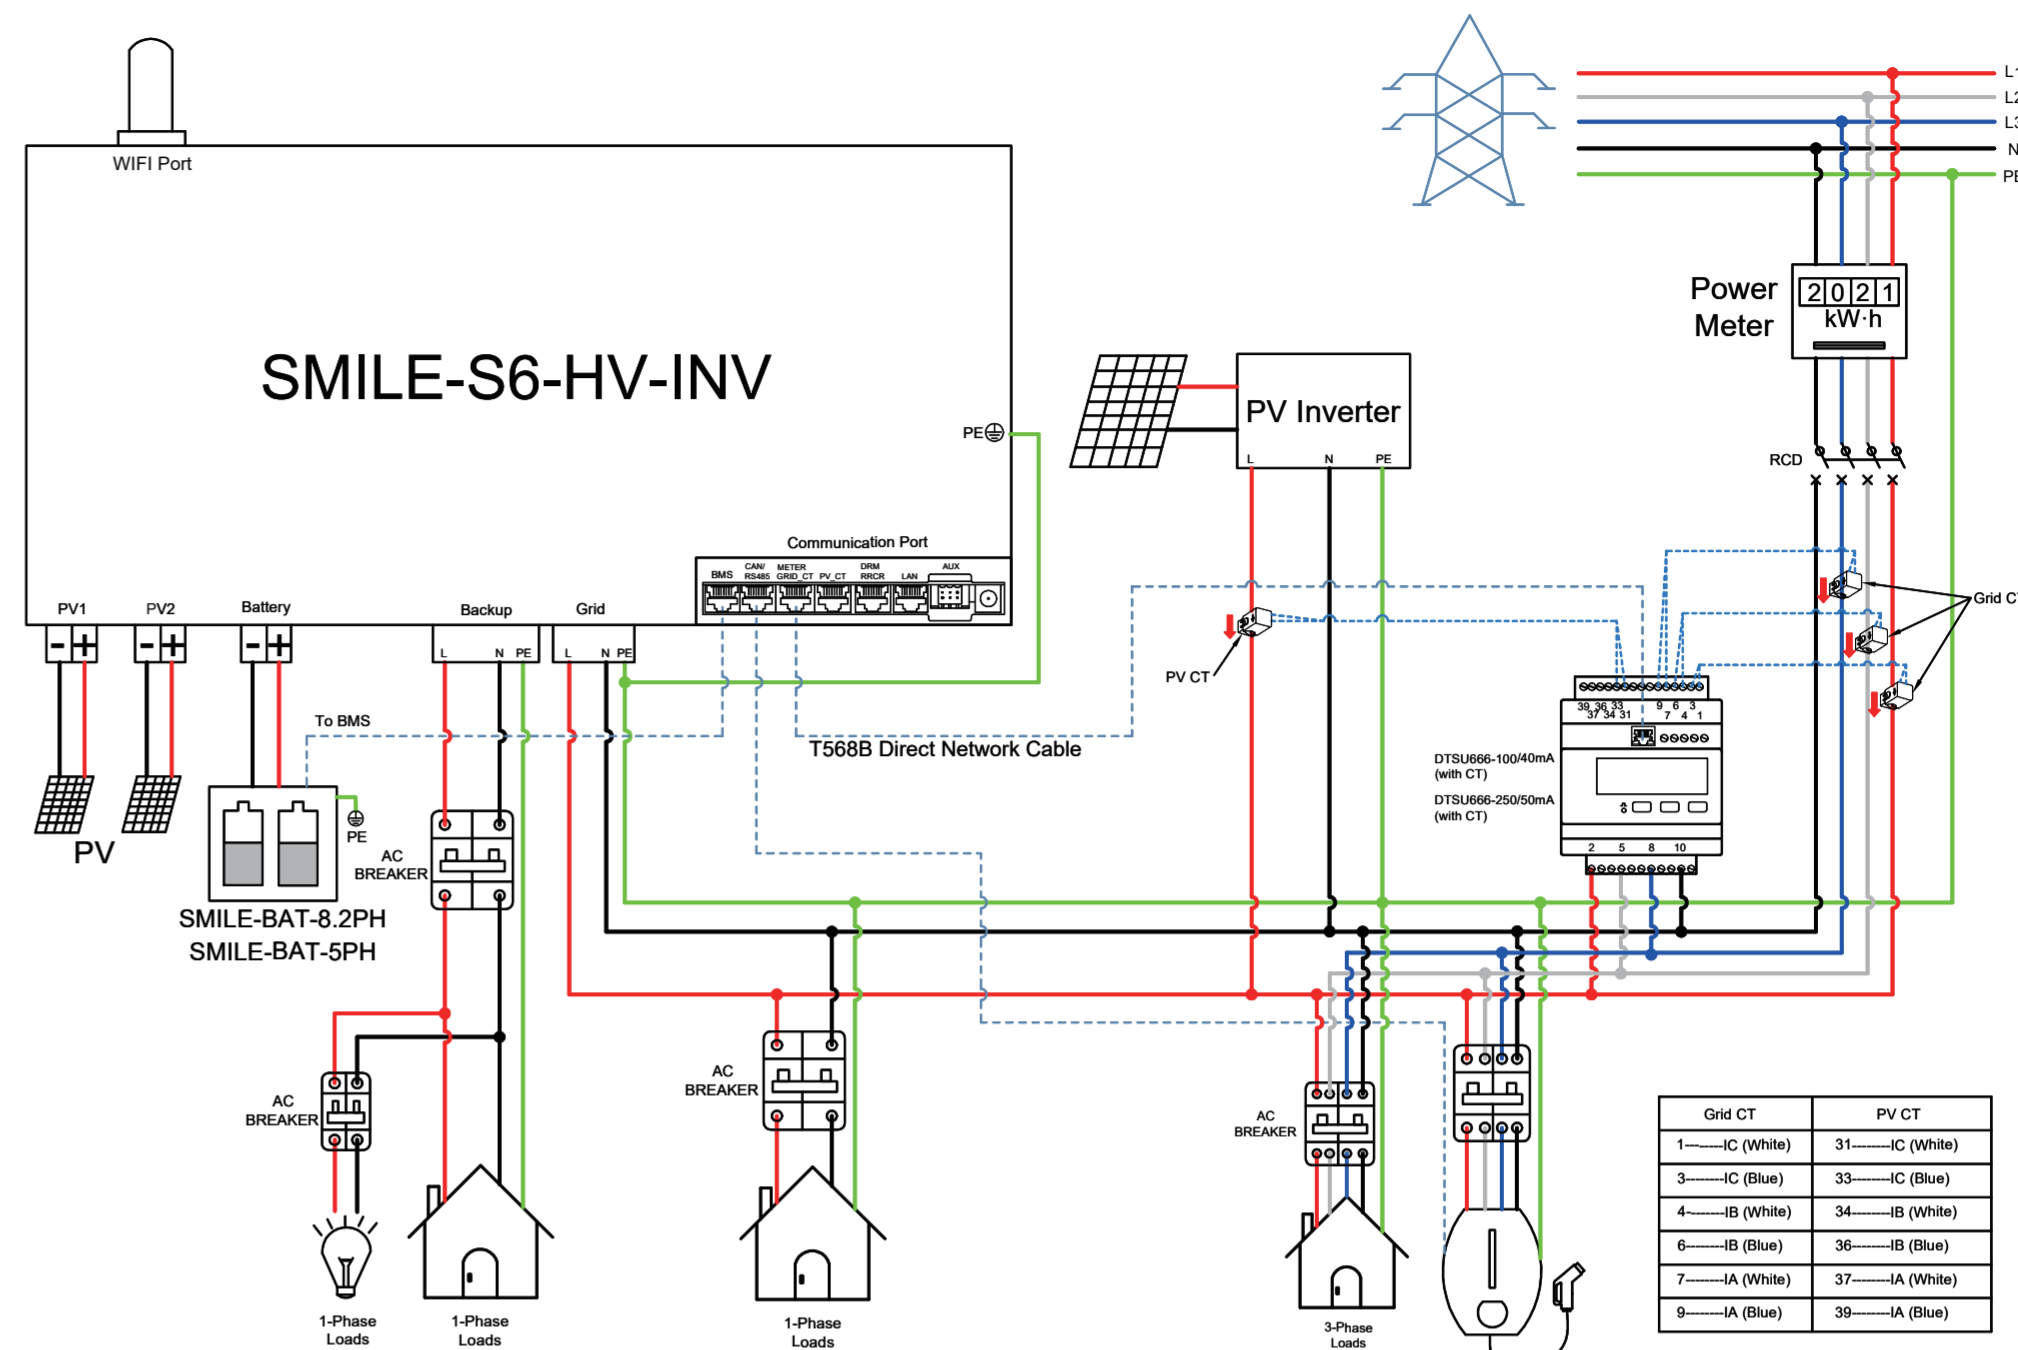 WIFI Port
SMILE-S6-HV-INV
PE
Communication Port
BMS
CAN/
RS485
METER
GRID_CT
PV_CT
DRM
RRCR
LAN
AUX
PV1
PV2
Battery
Backup
Grid
- +
- +
- +
L N PE
L N PE
To BMS
T568B Direct Network Cable
PV
PE
SMILE-BAT-8.2PH
SMILE-BAT-5PH
AC
BREAKER
AC
BREAKER
AC
BREAKER
AC
BREAKER
1-Phase
Loads
1-Phase
Loads
1-Phase
Loads
3-Phase
Loads
PV Inverter
L N PE
PV CT
L1
L2
L3
N
PE
Power
Meter
2 0 2 1
kW·h
RCD
Grid CT
39 36 33 9 6 3
37 34 31 7 4 1
DTSU666-100/40mA
(with CT)
DTSU666-250/50mA
(with CT)
2 5 8 10
Grid CT PV CT
1-------IC (White) 31--------IC (White)
3--------IC (Blue) 33--------IC (Blue)
4--------IB (White) 34--------IB (White)
6--------IB (Blue) 36--------IB (Blue)
7--------IA (White) 37--------IA (White)
9--------IA (Blue) 39--------IA (Blue)